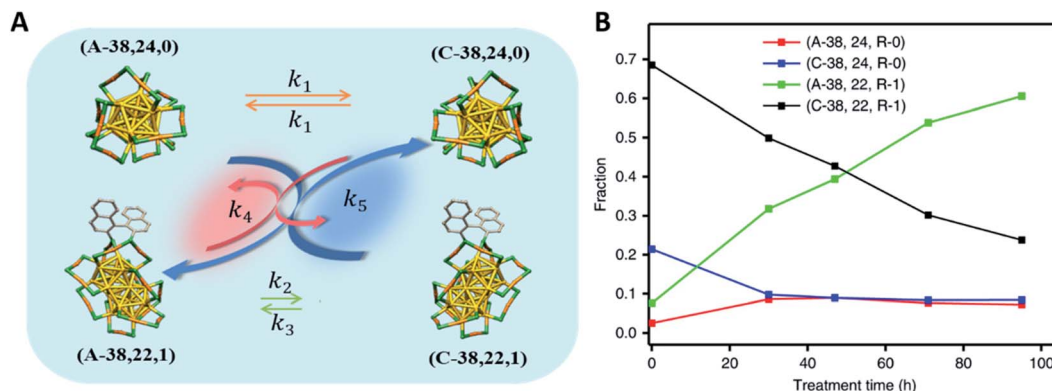 A
(A-38,24,0)
(C-38,24,0)
k₁
k₁
k₄
k₅
k₂
k₃
(A-38,22,1)
(C-38,22,1)
B
(A-38, 24, R-0)
(C-38, 24, R-0)
(A-38, 22, R-1)
(C-38, 22, R-1)
Fraction
0.7
0.6
0.5
0.4
0.3
0.2
0.1
0.0
0 20 40 60 80 100
Treatment time (h)